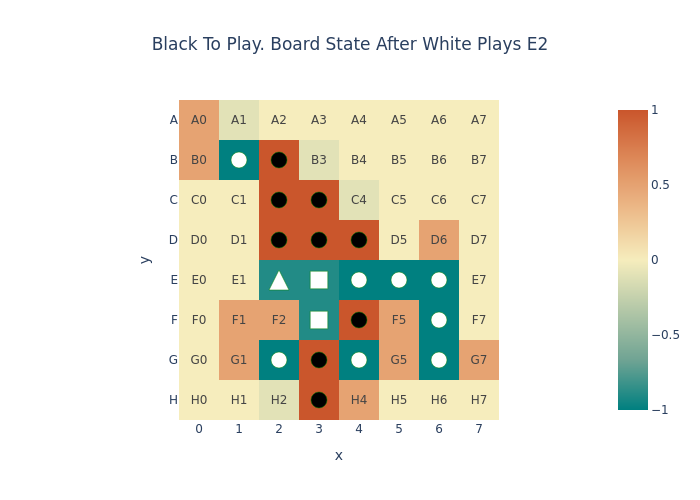 Black To Play. Board State After White Plays E2
A A0 A1 A2 A3 A4 A5 A6 A7
B B0 B2 B3 B4 B5 B6 B7
C C0 C1 C4 C5 C6 C7
D D0 D1 D5 D6 D7
E E0 E1 E7
F F0 F1 F2 F5 F7
G G0 G1 G5 G7
H H0 H1 H2 H4 H5 H6 H7
0 1 2 3 4 5 6 7
x
y
1
0.5
0
−0.5
−1